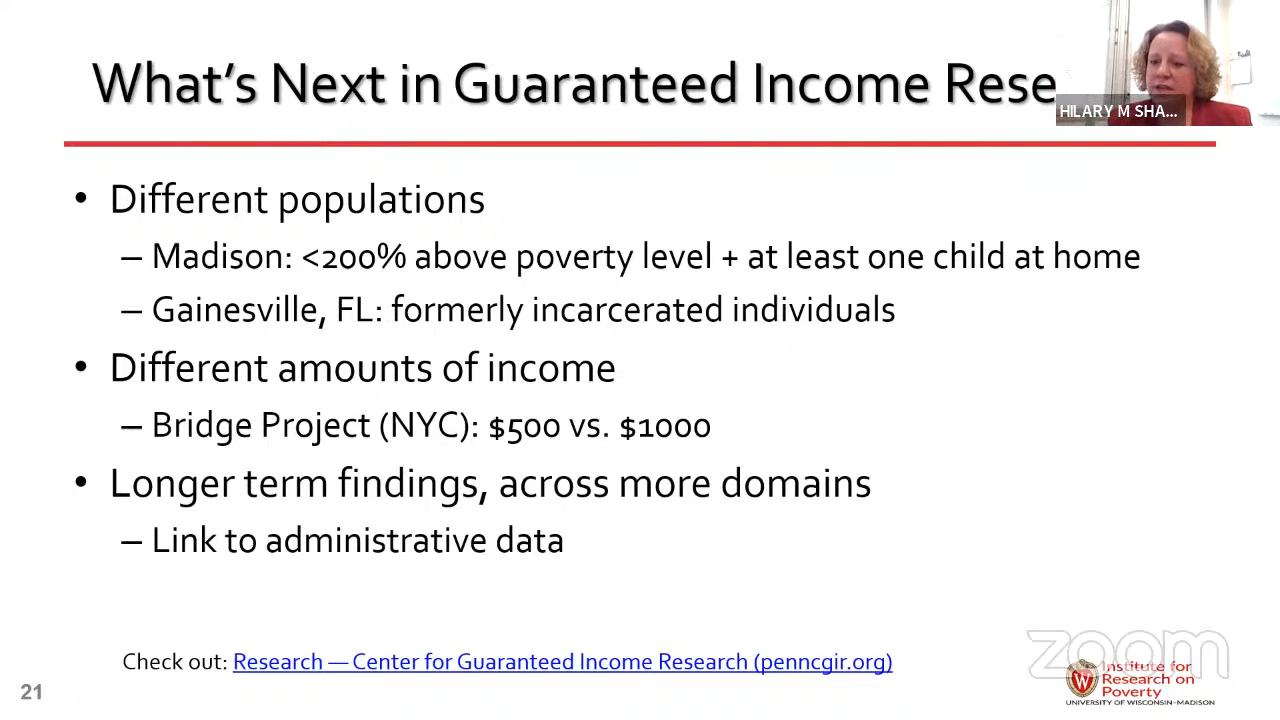 What's Next in Guaranteed Income Rese
HILARY M SHA...
• Different populations
– Madison: <200% above poverty level + at least one child at home
– Gainesville, FL: formerly incarcerated individuals
• Different amounts of income
– Bridge Project (NYC): $500 vs. $1000
• Longer term findings, across more domains
– Link to administrative data
Check out: Research — Center for Guaranteed Income Research (penncgir.org)
21
zoom
W
Institute for
Research on
Poverty
UNIVERSITY OF WISCONSIN-MADISON